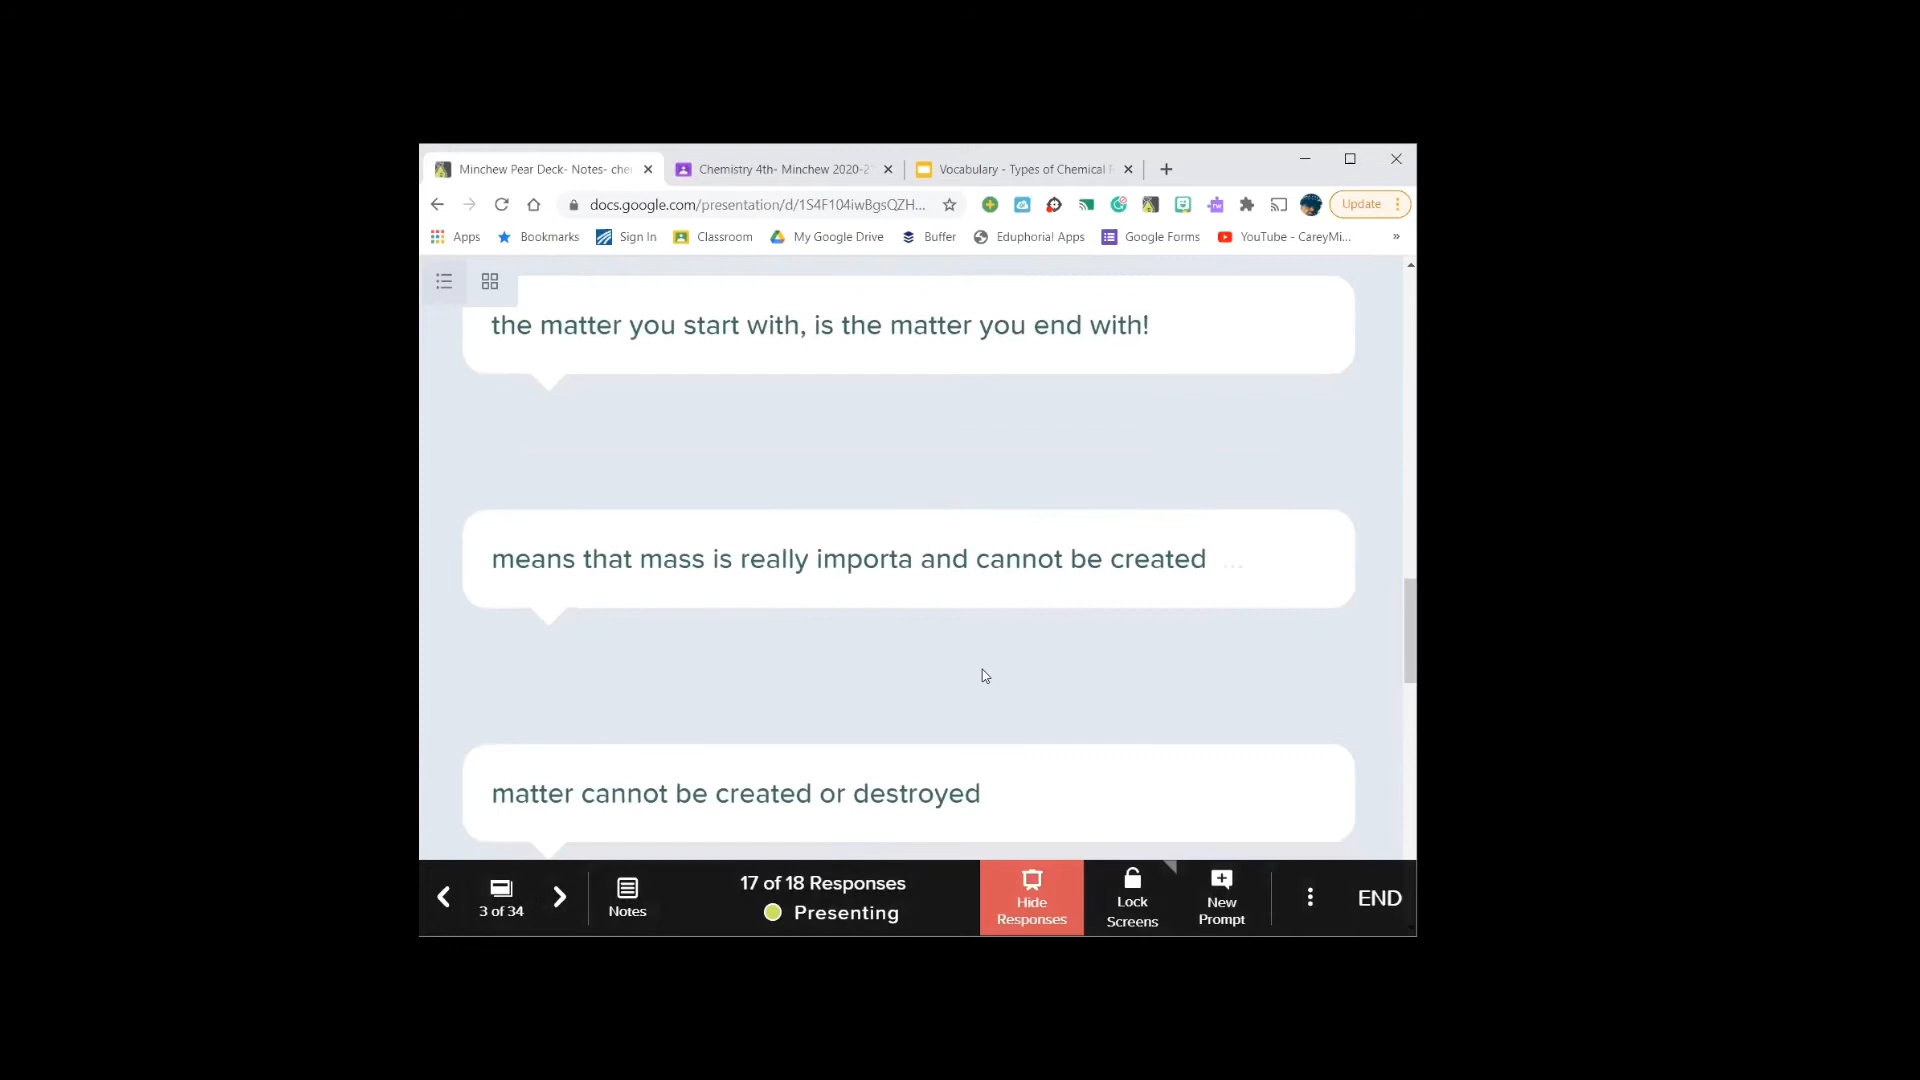 Minchew Pear Deck- Notes- che
Chemistry 4th- Minchew 2020-2
Vocabulary - Types of Chemical
docs.google.com/presentation/d/1S4F104iwBgsQZH...
Update
Apps
Bookmarks
Sign In
Classroom
My Google Drive
Buffer
Eduphorial Apps
Google Forms
YouTube - CareyMi...
»
the matter you start with, is the matter you end with!
means that mass is really importa and cannot be created ...
matter cannot be created or destroyed
3 of 34
Notes
17 of 18 Responses
Presenting
Hide
Responses
Lock
Screens
New
Prompt
END